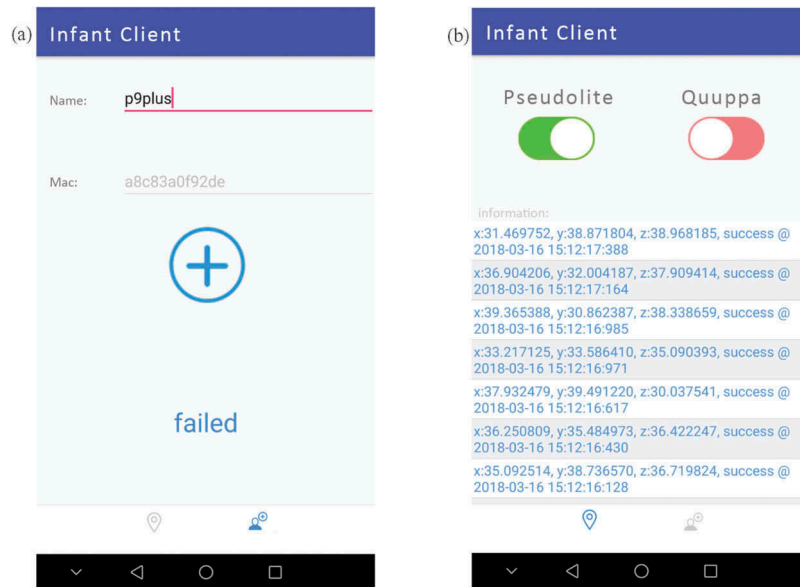 (a)
Infant Client
Name:
p9plus
Mac:
a8c83a0f92de
failed
(b)
Infant Client
Pseudolite
Quuppa
information:
x:31.469752, y:38.871804, z:38.968185, success @
2018-03-16 15:12:17:388
x:36.904206, y:32.004187, z:37.909414, success @
2018-03-16 15:12:17:164
x:39.365388, y:30.862387, z:38.338659, success @
2018-03-16 15:12:16:985
x:33.217125, y:33.586410, z:35.090393, success @
2018-03-16 15:12:16:971
x:37.932479, y:39.491220, z:30.037541, success @
2018-03-16 15:12:16:617
x:36.250809, y:35.484973, z:36.422247, success @
2018-03-16 15:12:16:430
x:35.092514, y:38.736570, z:36.719824, success @
2018-03-16 15:12:16:128